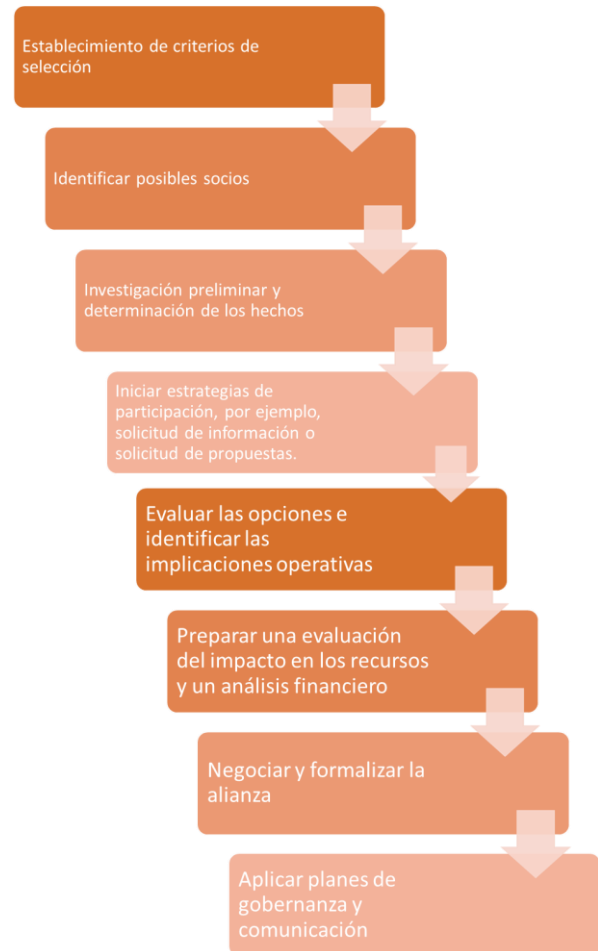 Establecimiento de criterios de
selección
Identificar posibles socios
Investigación preliminar y
determinación de los hechos
Iniciar estrategias de
participación, por ejemplo,
solicitud de información o
solicitud de propuestas.
Evaluar las opciones e
identificar las
implicaciones operativas
Preparar una evaluación
del impacto en los recursos
y un análisis financiero
Negociar y formalizar la
alianza
Aplicar planes de
gobernanza y
comunicación